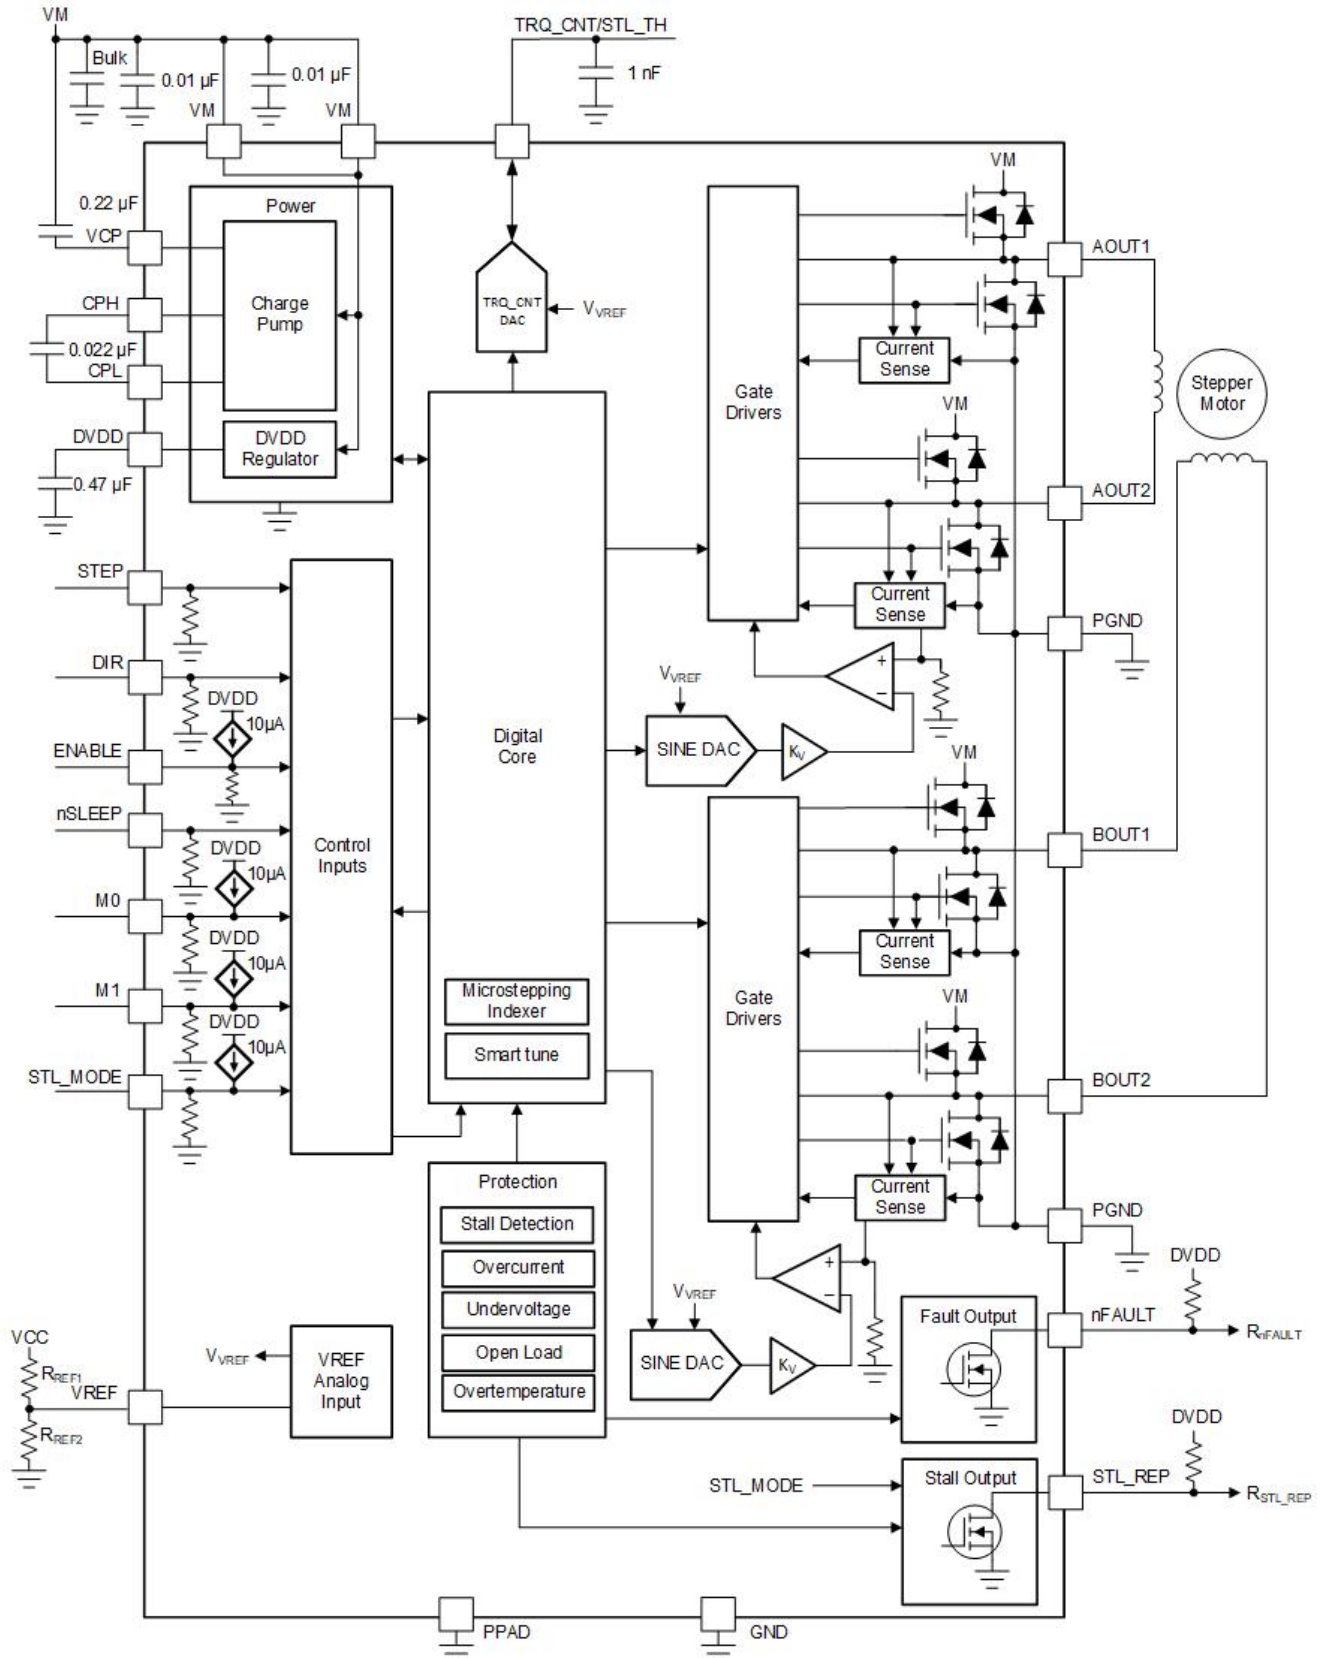 VM
TRQ_CNT/STL_TH
Bulk
0.01 µF
0.01 µF
1 nF
VM
VM
VM
0.22 µF
Power
VCP
AOUT1
CPH
Charge
Pump
TRQ_CNT
DAC
VVREF
0.022 µF
CPL
Current
Sense
Gate
Drivers
VM
Stepper
Motor
DVDD
DVDD
Regulator
0.47 µF
AOUT2
STEP
Current
Sense
PGND
DIR
DVDD
10µA
VVREF
+
−
ENABLE
Digital
Core
SINE DAC
KV
VM
nSLEEP
DVDD
10µA
Control
Inputs
BOUT1
M0
DVDD
10µA
Current
Sense
M1
Microstepping
Indexer
Gate
Drivers
VM
DVDD
10µA
Smart tune
STL_MODE
BOUT2
Protection
Current
Sense
Stall Detection
PGND
Overcurrent
+
−
DVDD
Undervoltage
VVREF
Fault Output
nFAULT
RnFAULT
VCC
RREF1
VREF
RREF2
VVREF
VREF
Analog
Input
Open Load
Overtemperature
SINE DAC
KV
DVDD
STL_MODE
Stall Output
STL_REP
RSTL_REP
PPAD
GND